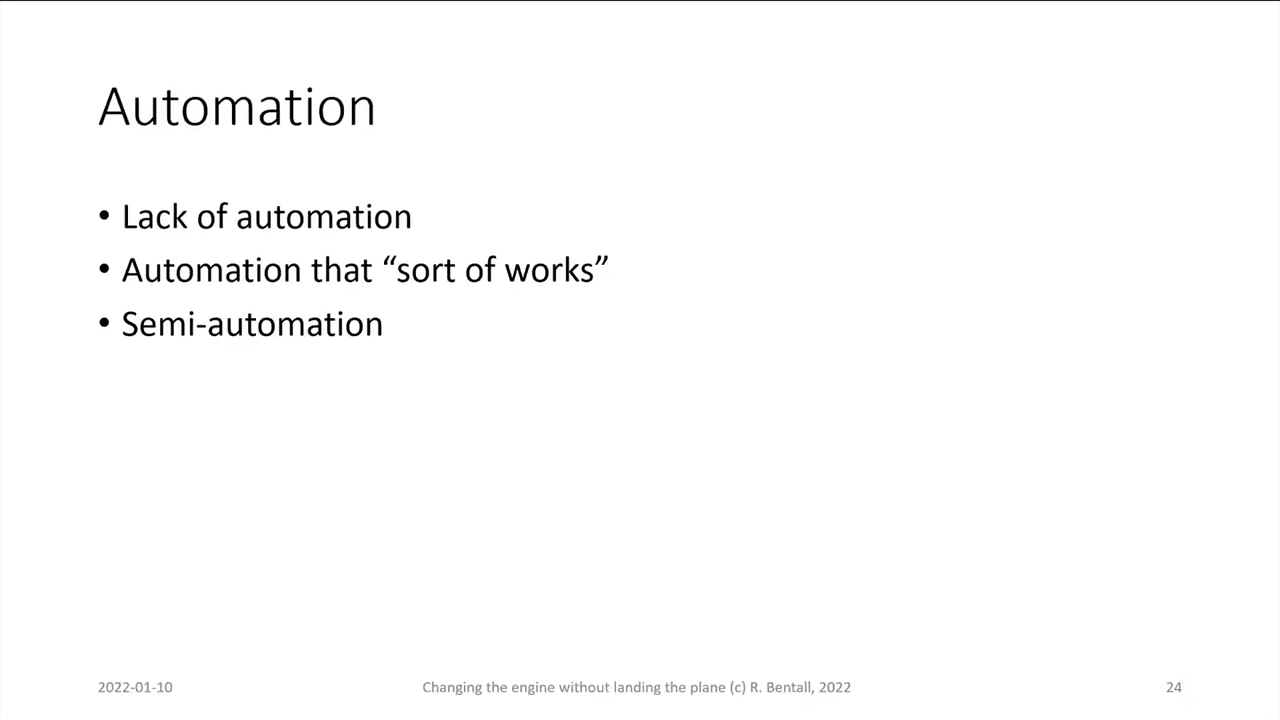 Automation
• Lack of automation
• Automation that “sort of works”
• Semi-automation
2022-01-10
Changing the engine without landing the plane (c) R. Bentall, 2022
24